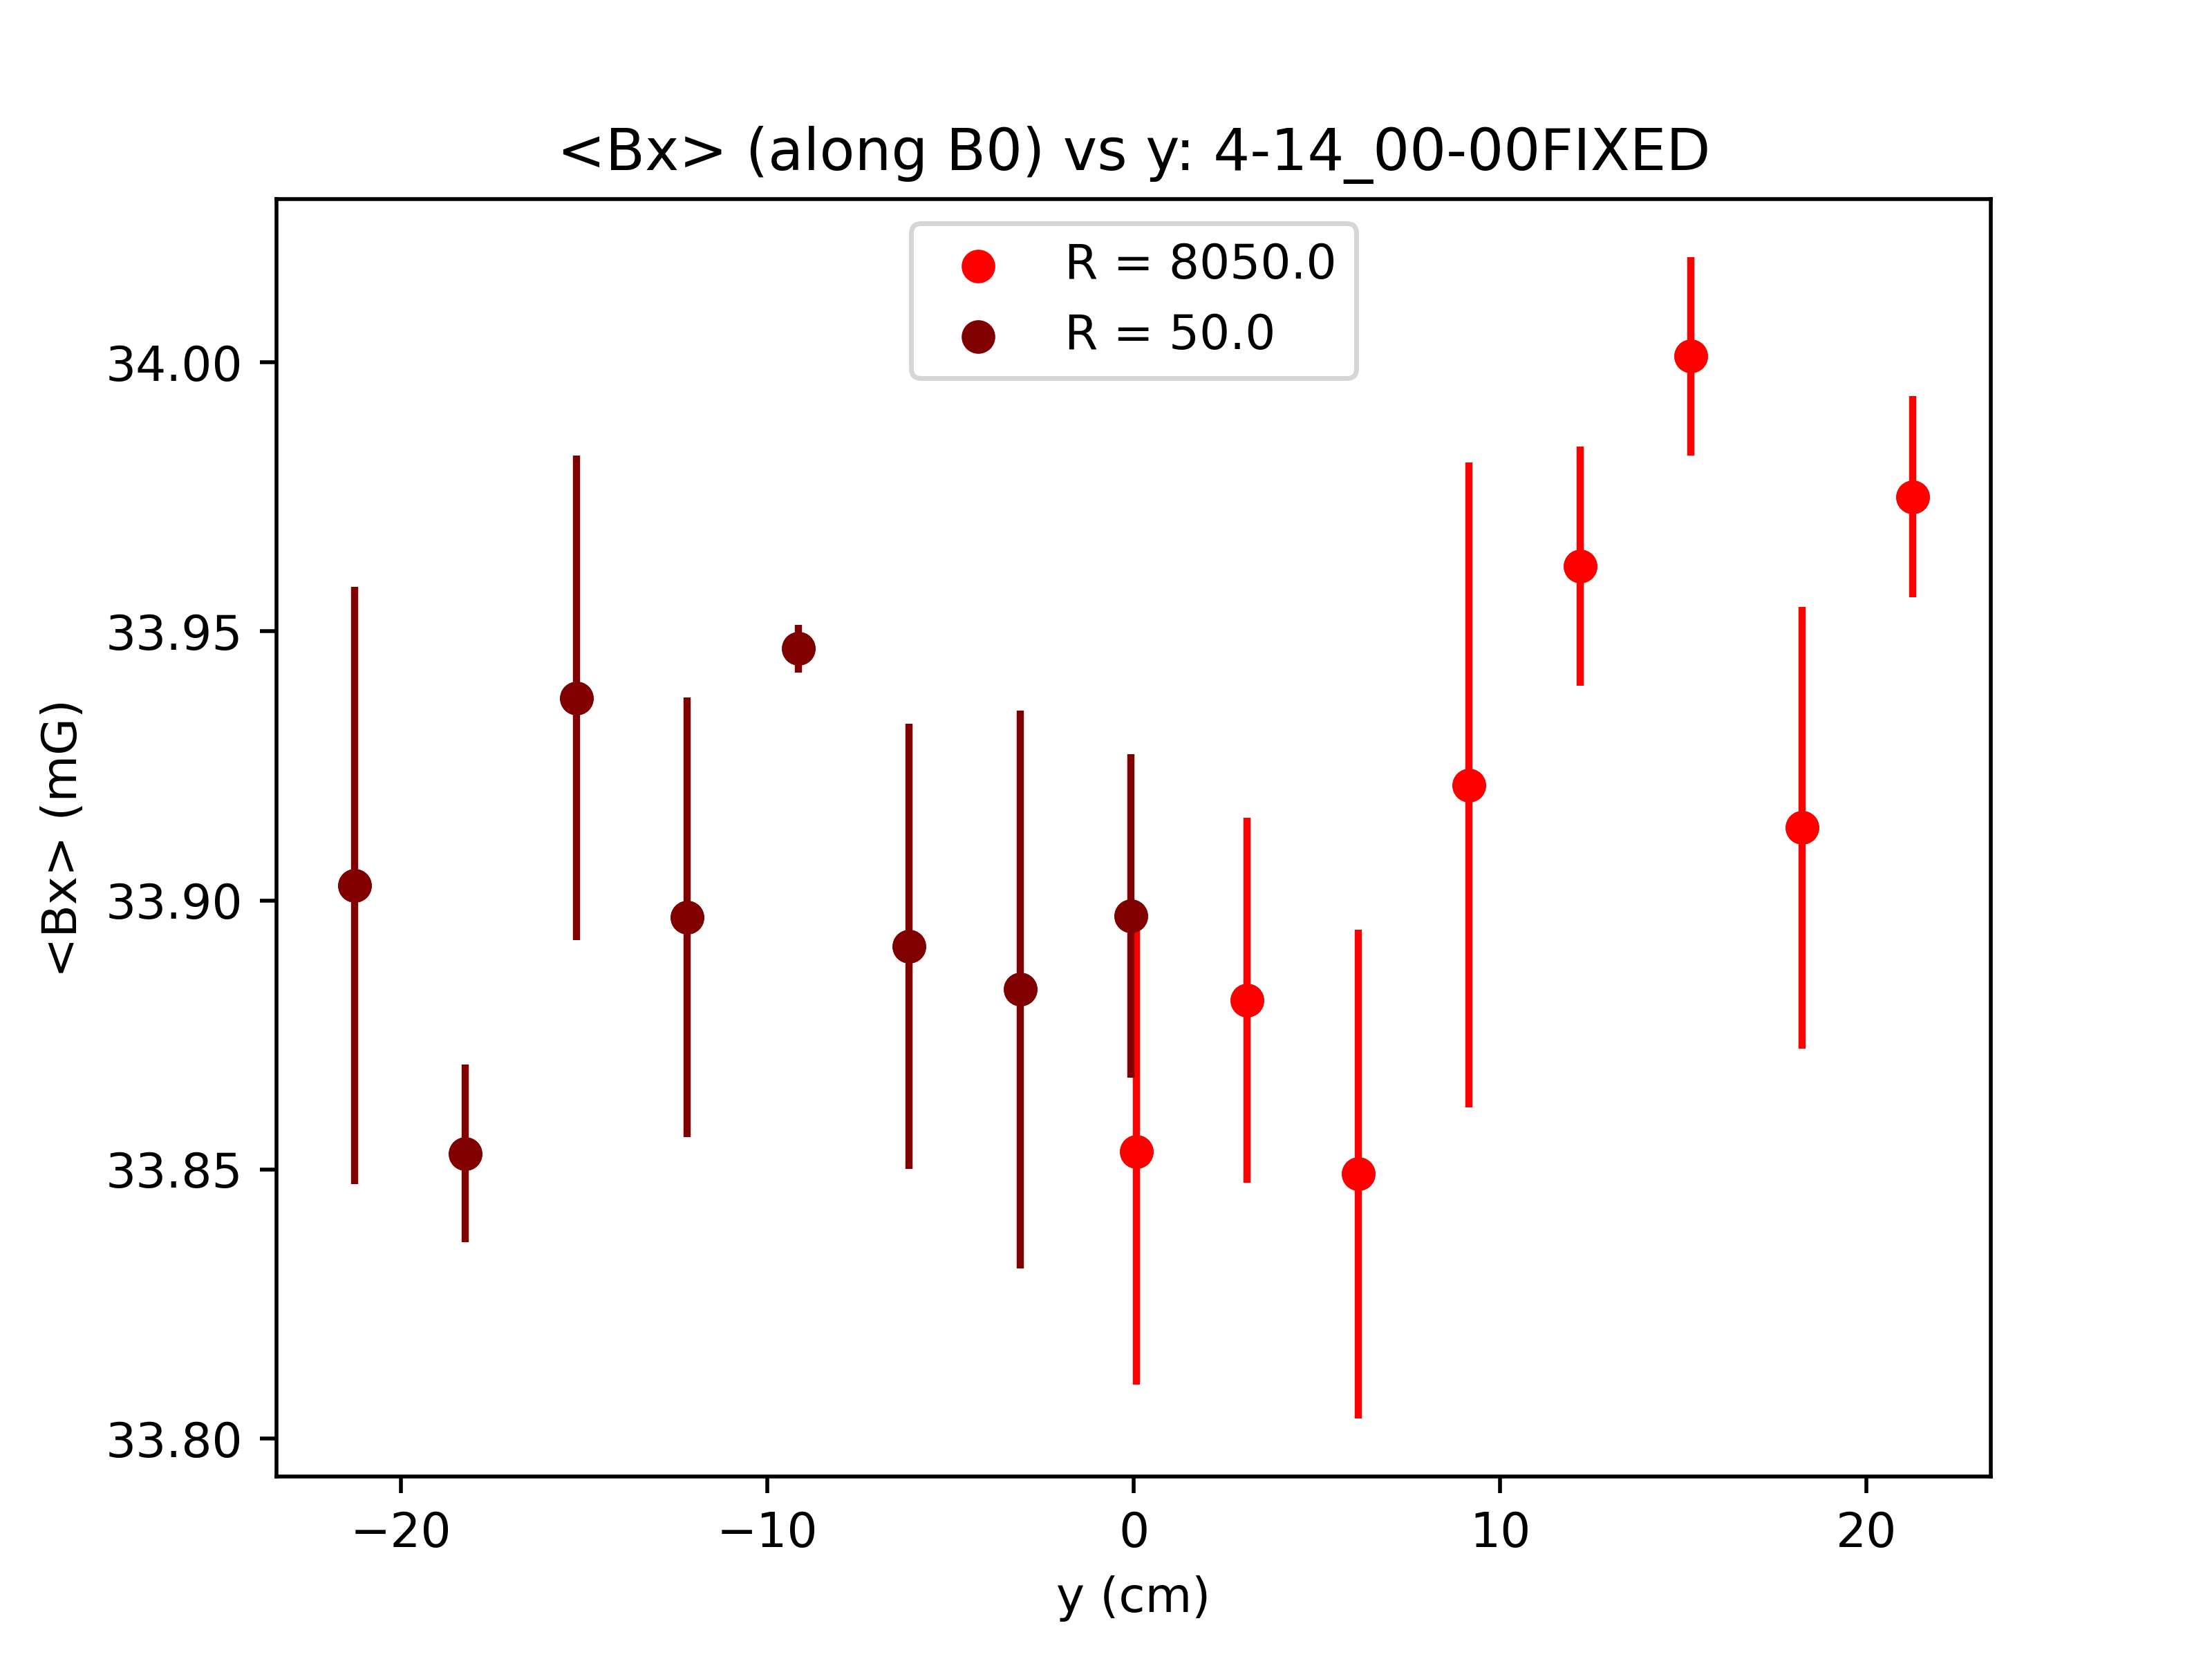 <Bx> (along B0) vs y: 4-14_00-00FIXED
R = 8050.0
R = 50.0
34.00
33.95
33.90
33.85
33.80
<Bx> (mG)
−20
−10
0
10
20
y (cm)